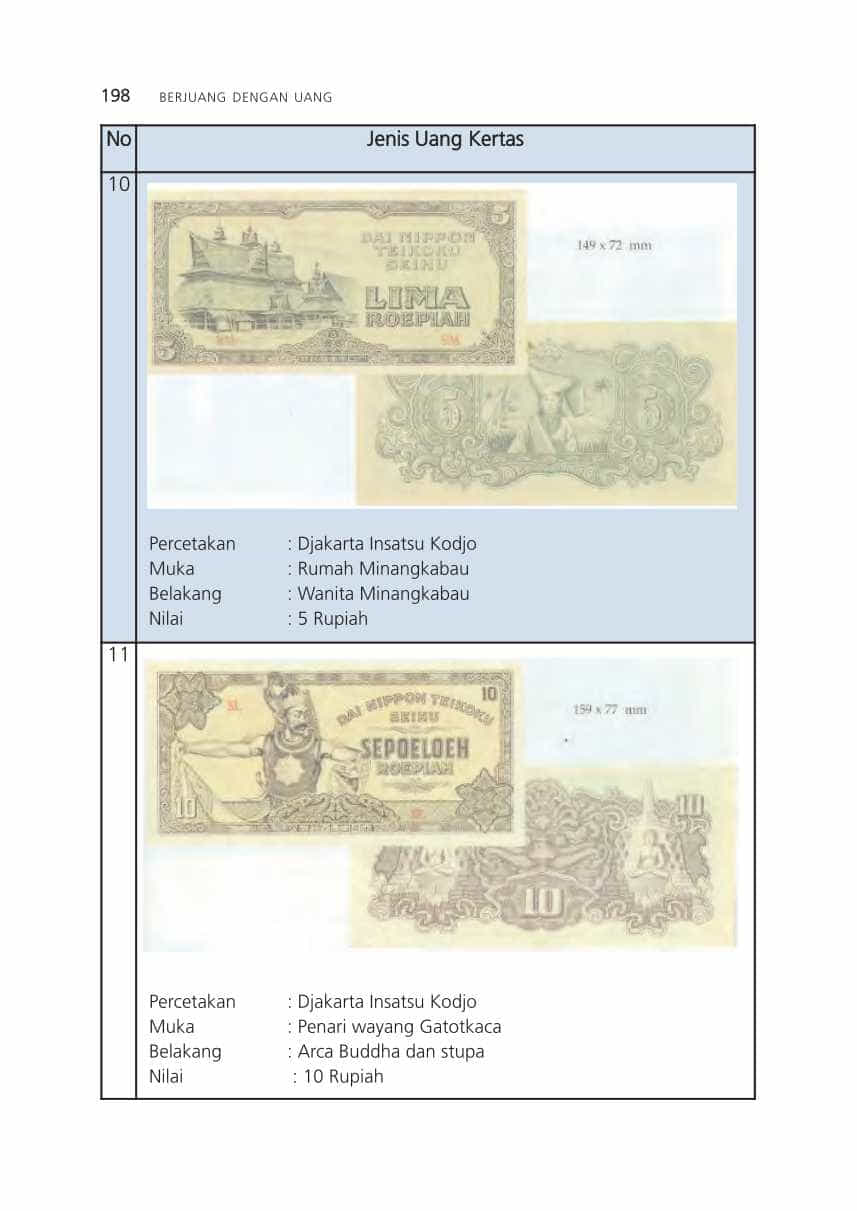 198 BERJUANG DENGAN UANG
No Jenis Uang Kertas
10
5
DAI NIPPON
TEIKOKU
SEIHU
LIMA
ROEPIAH
SM
5
149 x 72 mm
5 5
Percetakan : Djakarta Insatsu Kodjo
Muka : Rumah Minangkabau
Belakang : Wanita Minangkabau
Nilai : 5 Rupiah
11
10
SL
DAI NIPPON TEIKOKU
SEIHU
SEPOELOEH
ROEPIAH
10
159 x 77 mm
10
10
Percetakan : Djakarta Insatsu Kodjo
Muka : Penari wayang Gatotkaca
Belakang : Arca Buddha dan stupa
Nilai : 10 Rupiah